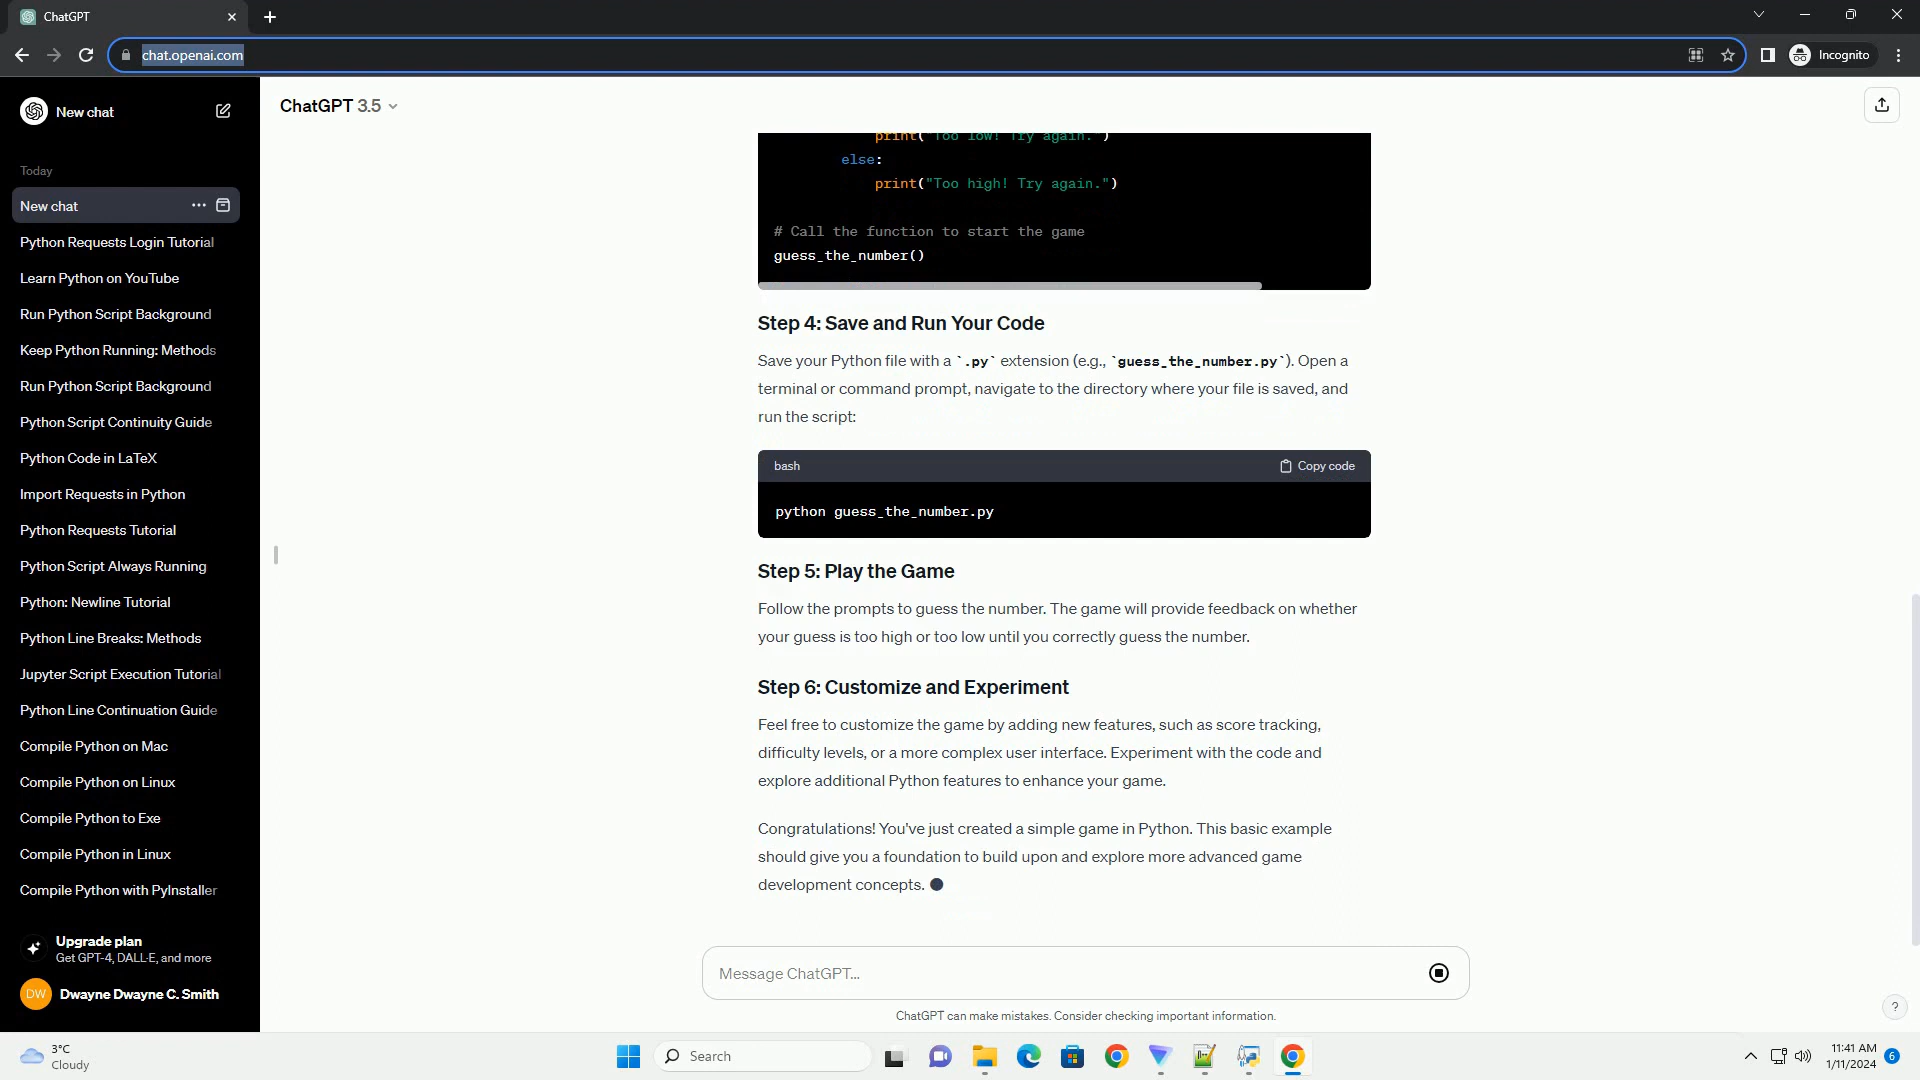 ChatGPT
chat.openai.com
Incognito
New chat
ChatGPT 3.5
Today
New chat
Python Requests Login Tutorial
Learn Python on YouTube
Run Python Script Background
Keep Python Running: Methods
Run Python Script Background
Python Script Continuity Guide
Python Code in LaTeX
Import Requests in Python
Python Requests Tutorial
Python Script Always Running
Python: Newline Tutorial
Python Line Breaks: Methods
Jupyter Script Execution Tutorial
Python Line Continuation Guide
Compile Python on Mac
Compile Python on Linux
Compile Python to Exe
Compile Python in Linux
Compile Python with PyInstaller
Upgrade plan
Get GPT-4, DALL·E, and more
DW
Dwayne Dwayne C. Smith
print("Too low! Try again.")
else:
print("Too high! Try again.")
# Call the function to start the game
guess_the_number()
Step 4: Save and Run Your Code
Save your Python file with a `.py` extension (e.g., `guess_the_number.py`). Open a
terminal or command prompt, navigate to the directory where your file is saved, and
run the script:
bash
Copy code
python guess_the_number.py
Step 5: Play the Game
Follow the prompts to guess the number. The game will provide feedback on whether
your guess is too high or too low until you correctly guess the number.
Step 6: Customize and Experiment
Feel free to customize the game by adding new features, such as score tracking,
difficulty levels, or a more complex user interface. Experiment with the code and
explore additional Python features to enhance your game.
Congratulations! You've just created a simple game in Python. This basic example
should give you a foundation to build upon and explore more advanced game
development concepts.
Message ChatGPT...
ChatGPT can make mistakes. Consider checking important information.
?
3°C
Cloudy
Search
11:41 AM
1/11/2024
6